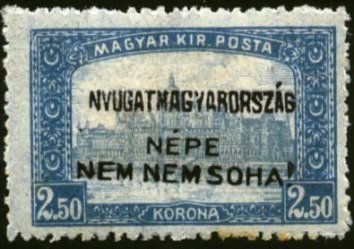 MAGYAR KIR. POSTA
NYUGATMAGYARORSZÁG
NÉPE
NEM NEM SOHA!
2.50 KORONA 2.50